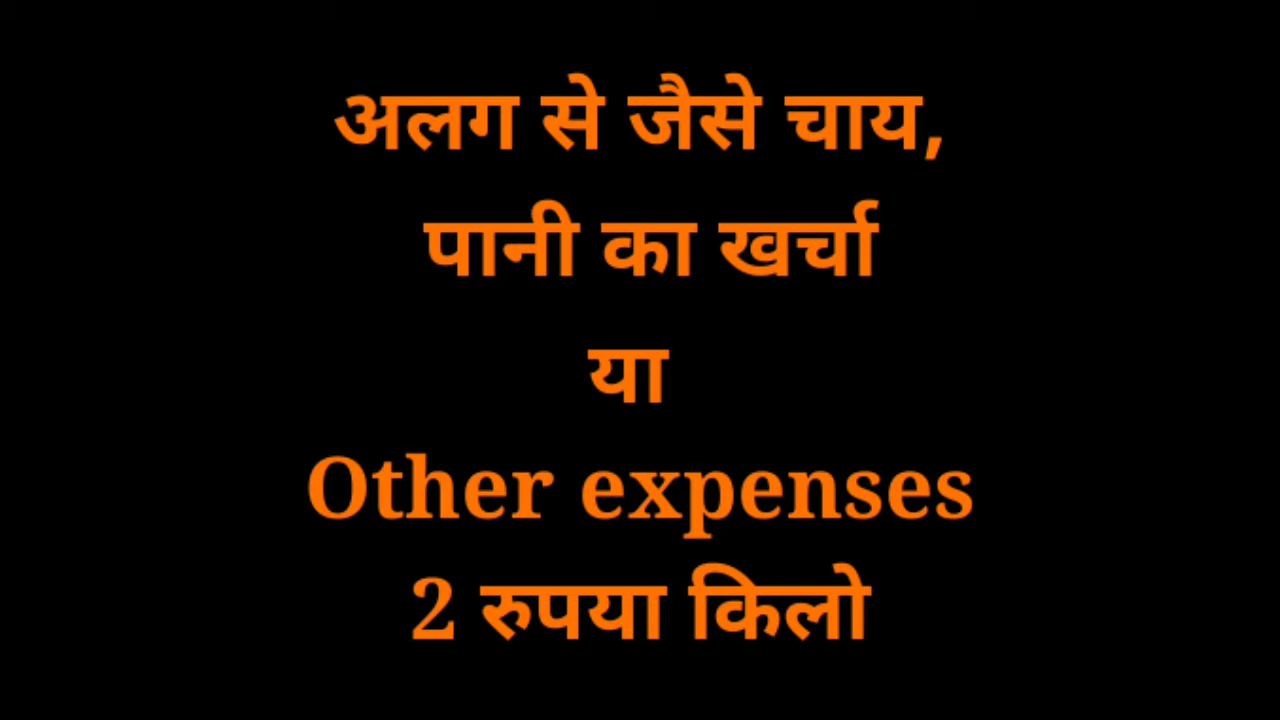 अलग से जैसे चाय,
पानी का खर्चा
या
Other expenses
2 रुपया किलो